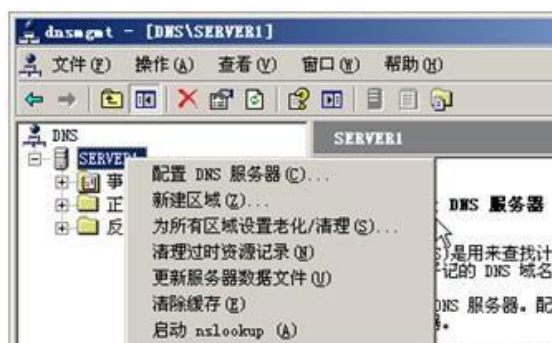 dnsmgmt - [DNS\SERVER1]
文件(F) 操作(A) 查看(V) 窗口(W) 帮助(H)
DNS
SERVER1
SERVER1
事
正
反
配置 DNS 服务器(C)...
新建区域(Z)...
为所有区域设置老化/清理(S)...
清理过时资源记录(N)
更新服务器数据文件(U)
清除缓存(E)
启动 nslookup (A)
DNS 服务器
)是用来查找计
记的 DNS 域名
DNS 服务器。配